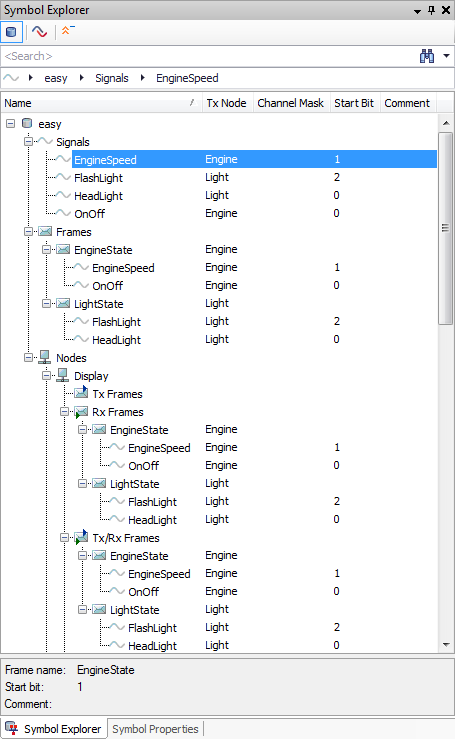 Symbol Explorer
<Search>
easy Signals EngineSpeed
Name / Tx Node Channel Mask Start Bit Comment
easy
Signals
EngineSpeed Engine 1
FlashLight Light 2
HeadLight Light 0
OnOff Engine 0
Frames
EngineState Engine
EngineSpeed Engine 1
OnOff Engine 0
LightState Light
FlashLight Light 2
HeadLight Light 0
Nodes
Display
Tx Frames
Rx Frames
EngineState Engine
EngineSpeed Engine 1
OnOff Engine 0
LightState Light
FlashLight Light 2
HeadLight Light 0
Tx/Rx Frames
EngineState Engine
EngineSpeed Engine 1
OnOff Engine 0
LightState Light
FlashLight Light 2
HeadLight Light 0
Frame name: EngineState
Start bit: 1
Comment:
Symbol Explorer Symbol Properties